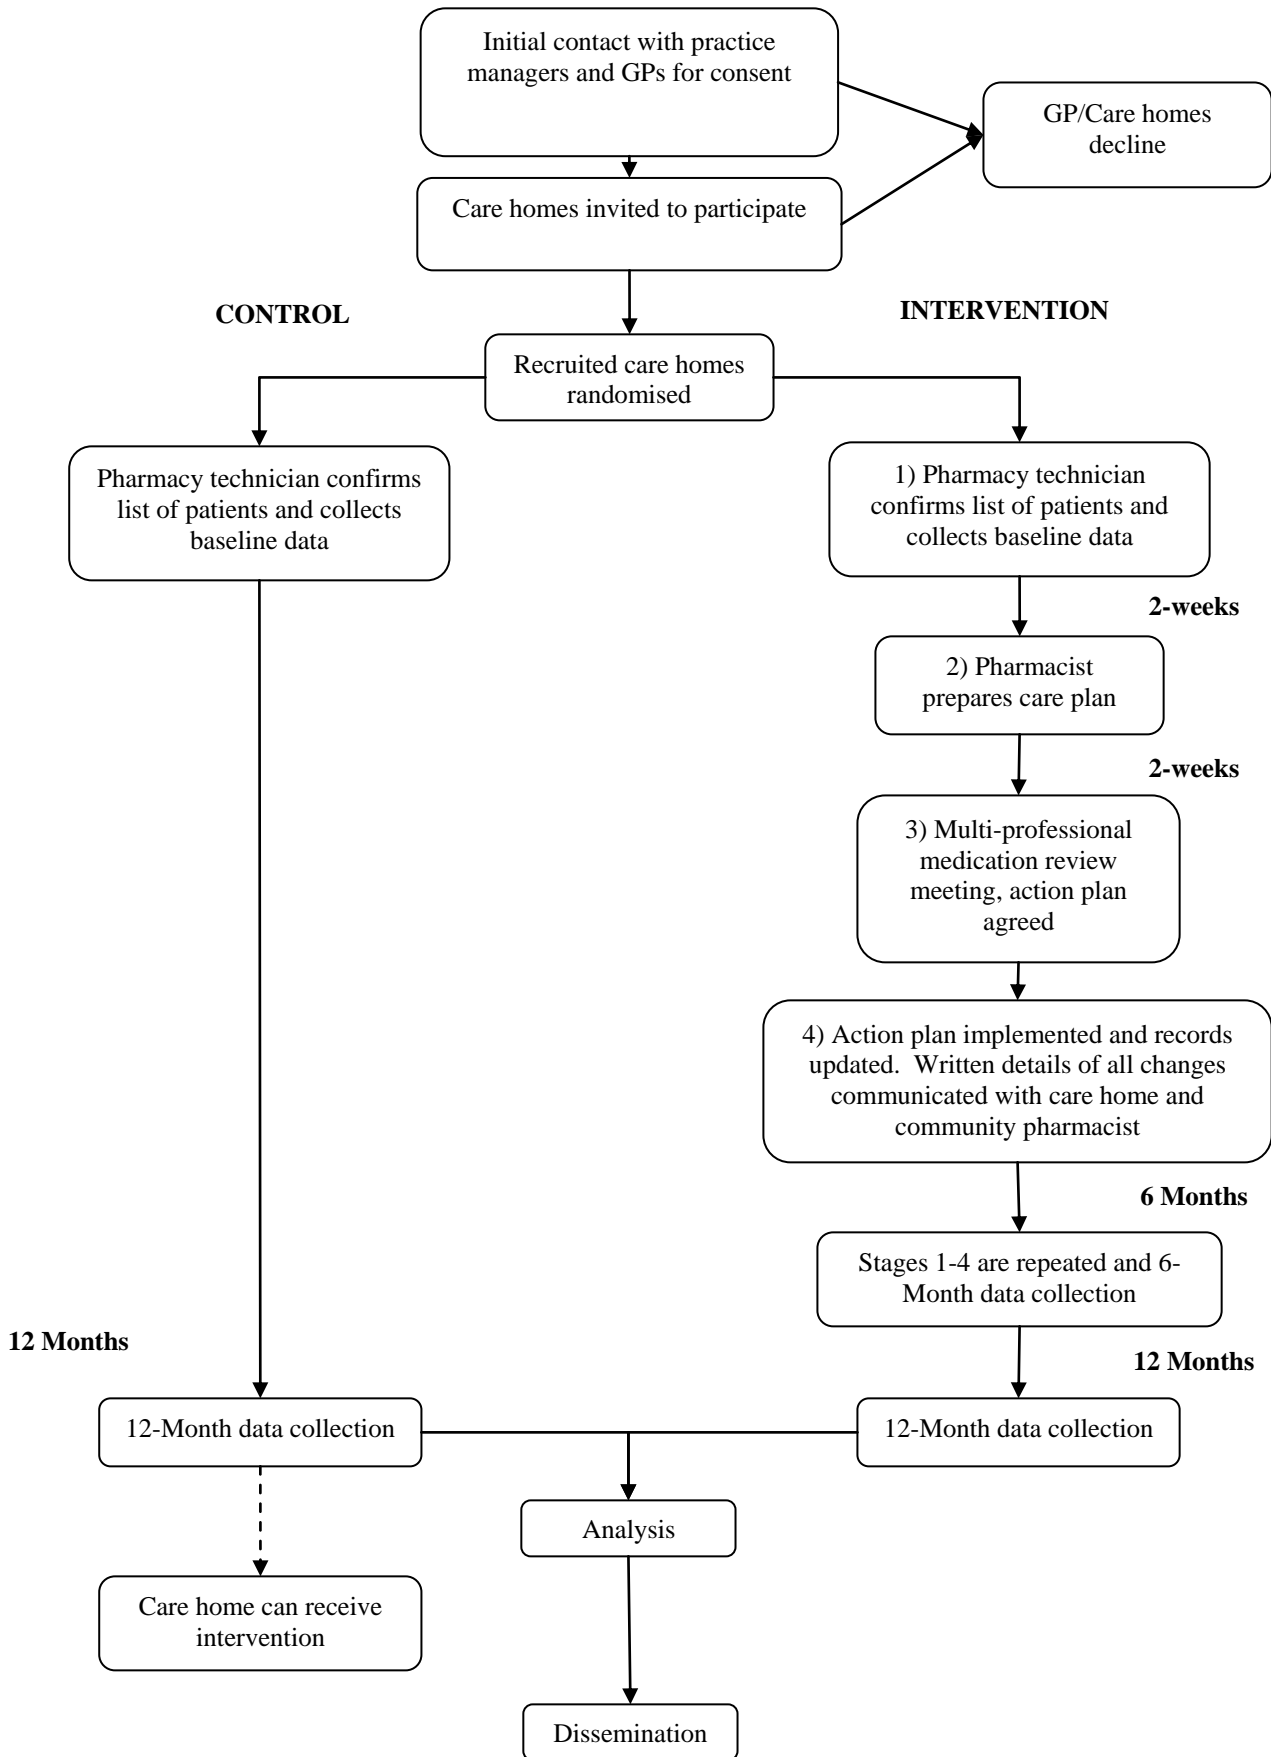 Initial contact with practice
managers and GPs for consent
GP/Care homes
decline
Care homes invited to participate
CONTROL
INTERVENTION
Recruited care homes
randomised
Pharmacy technician confirms
list of patients and collects
baseline data
1) Pharmacy technician
confirms list of patients and
collects baseline data
2-weeks
2) Pharmacist
prepares care plan
2-weeks
3) Multi-professional
medication review
meeting, action plan
agreed
4) Action plan implemented and records
updated.  Written details of all changes
communicated with care home and
community pharmacist
6 Months
Stages 1-4 are repeated and 6-
Month data collection
12 Months
12 Months
12-Month data collection
12-Month data collection
Analysis
Care home can receive
intervention
Dissemination